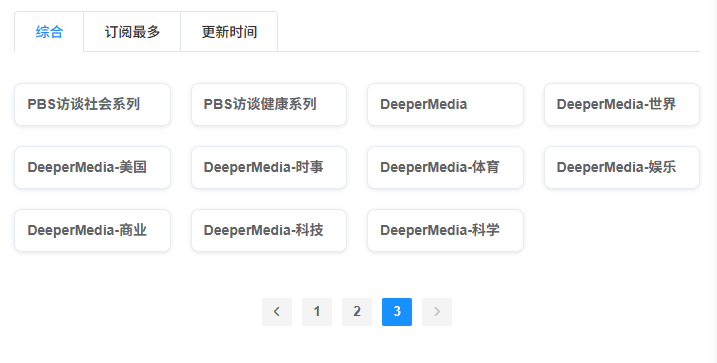 综合 订阅最多 更新时间
PBS访谈社会系列 PBS访谈健康系列 DeeperMedia DeeperMedia-世界
DeeperMedia-美国 DeeperMedia-时事 DeeperMedia-体育 DeeperMedia-娱乐
DeeperMedia-商业 DeeperMedia-科技 DeeperMedia-科学
1 2 3